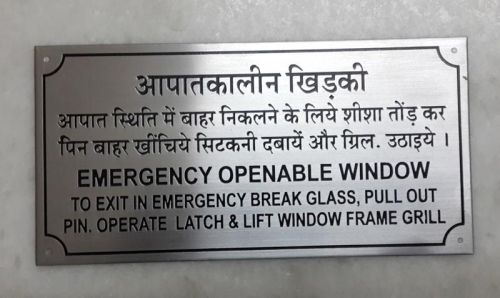 आपातकालीन खिड़की
आपात स्थिति में बाहर निकलने के लिये शीशा तोंड़ कर
पिन बाहर खींचिये सिटकनी दबायें और ग्रिल. उठाइये ।
EMERGENCY OPENABLE WINDOW
TO EXIT IN EMERGENCY BREAK GLASS, PULL OUT
PIN. OPERATE LATCH & LIFT WINDOW FRAME GRILL